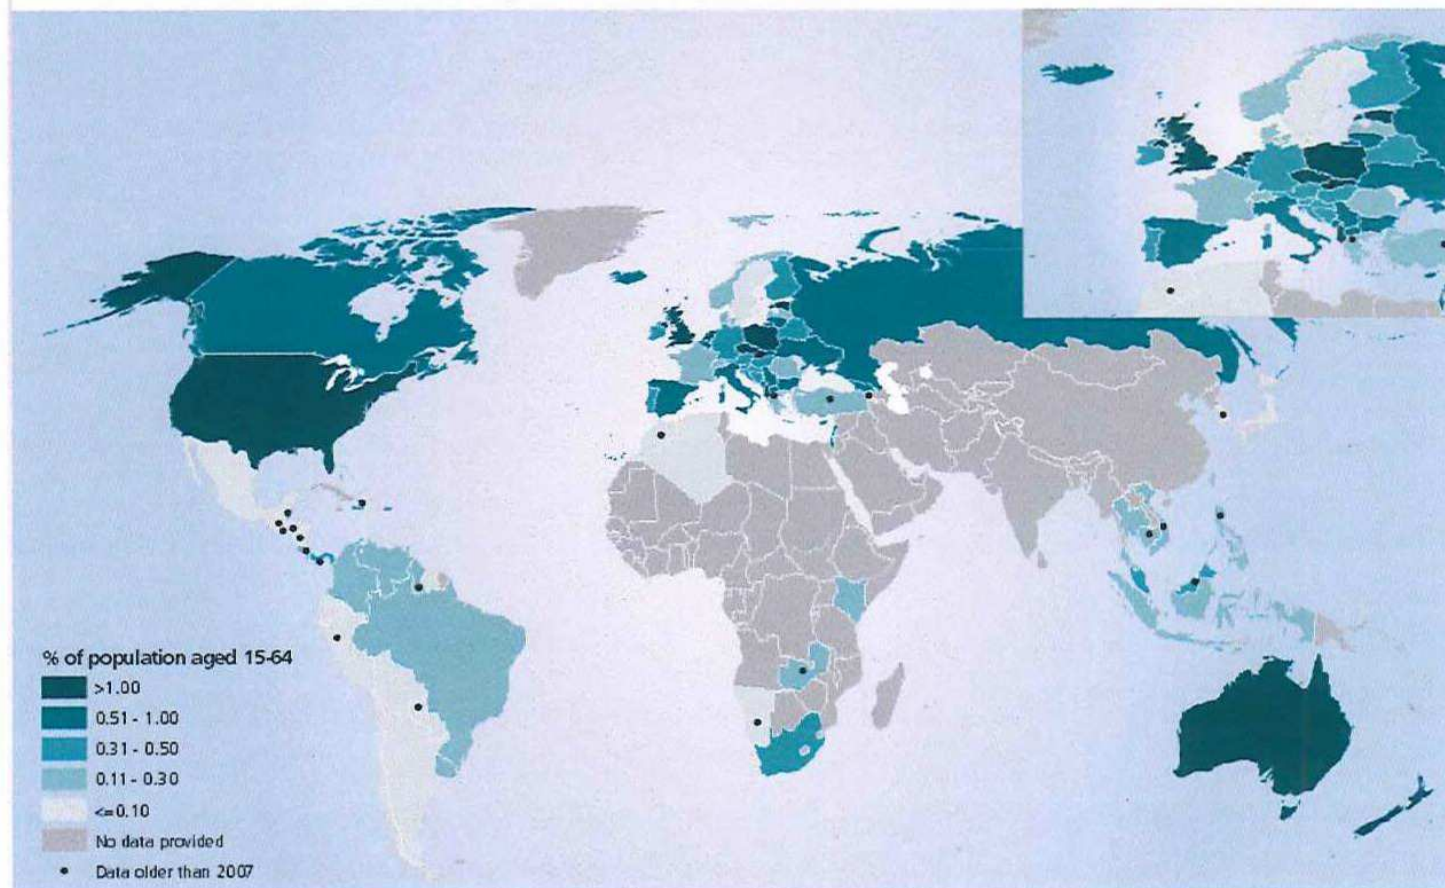 % of population aged 15-64
>1.00
0.51 - 1.00
0.31 - 0.50
0.11 - 0.30
<=0.10
No data provided
Data older than 2007